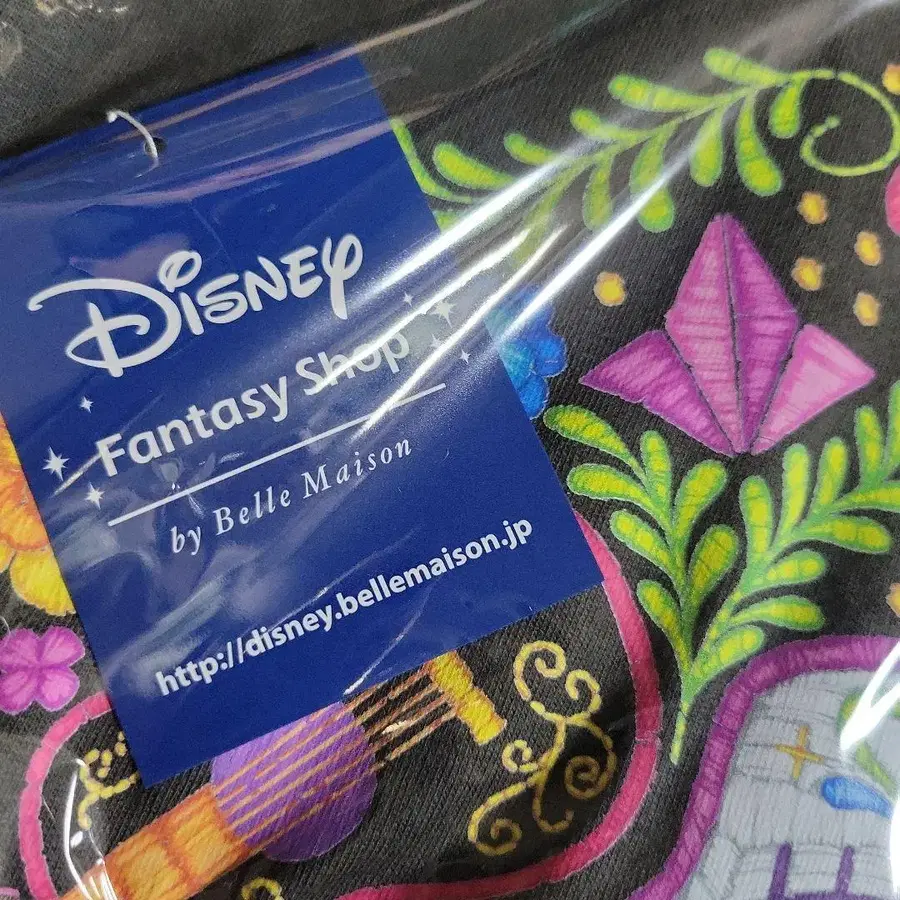 Disney
Fantasy Shop
by Belle Maison
http://disney.bellemaison.jp